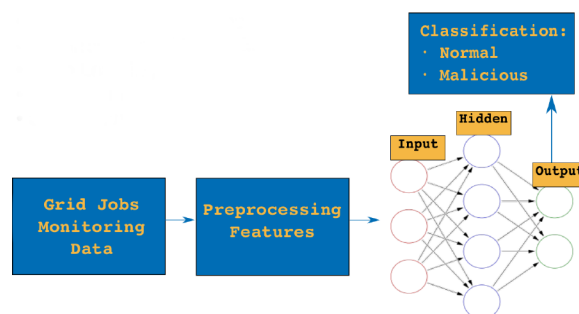 Classification:
· Normal
· Malicious
Hidden
Input
Output
Grid Jobs
Monitoring
Data
Preprocessing
Features